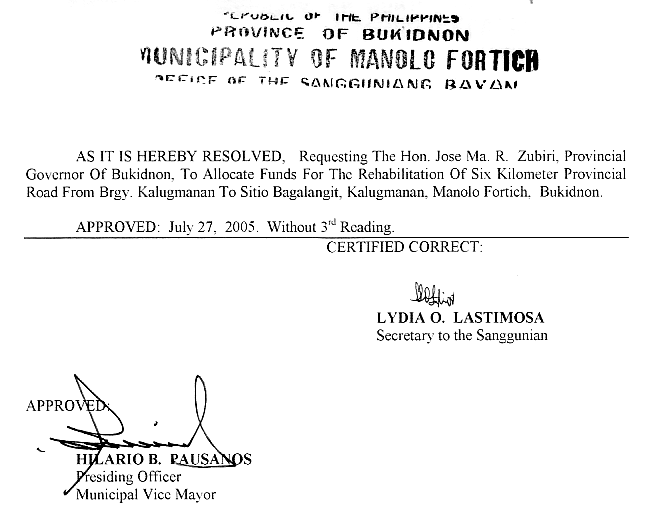 REPUBLIC OF THE PHILIPPINES
PROVINCE OF BUKIDNON
MUNICIPALITY OF MANOLO FORTICH
OFFICE OF THE SANGGUNIANG BAYAN
AS IT IS HEREBY RESOLVED, Requesting The Hon. Jose Ma. R. Zubiri, Provincial
Governor Of Bukidnon, To Allocate Funds For The Rehabilitation Of Six Kilometer Provincial
Road From Brgy. Kalugmanan To Sitio Bagalangit, Kalugmanan, Manolo Fortich, Bukidnon.
APPROVED: July 27, 2005. Without 3rd Reading.
CERTIFIED CORRECT:
LYDIA O. LASTIMOSA
Secretary to the Sanggunian
APPROVED:
HILARIO B. PAUSANOS
Presiding Officer
Municipal Vice Mayor